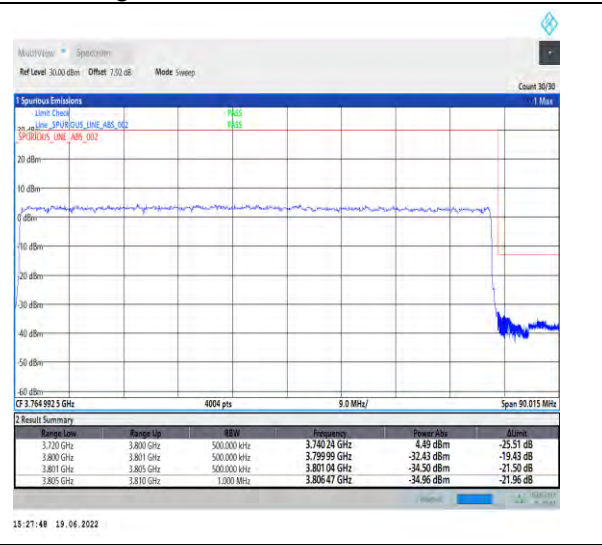 MultiView Spectrum
Ref Level 30.00 dBm Offset 7.92 dB Mode Sweep
Count 30/30
1 Spurious Emissions 1 Max
Limit Check PASS
Line_SPURIOUS_LINE_ABS_002 PASS
_SPURIOUS_LINE_ABS_002
20 dBm
10 dBm
0 dBm
-10 dBm
-20 dBm
-30 dBm
-40 dBm
-50 dBm
-60 dBm
CF 3.764 992 5 GHz 4004 pts 9.0 MHz/ Span 90.015 MHz
2 Result Summary
Range Low Range Up RBW Frequency Power Abs ΔLimit
3.720 GHz 3.800 GHz 500.000 kHz 3.740 24 GHz 4.49 dBm -25.51 dB
3.800 GHz 3.801 GHz 500.000 kHz 3.799 99 GHz -32.43 dBm -19.43 dB
3.801 GHz 3.805 GHz 500.000 kHz 3.801 04 GHz -34.50 dBm -21.50 dB
3.805 GHz 3.810 GHz 1.000 MHz 3.806 47 GHz -34.96 dBm -21.96 dB
15:27:48 19.06.2022